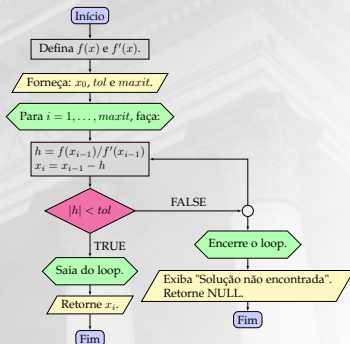 Início
Defina f(x) e f'(x).
Forneça: x₀, tol e maxit.
Para i = 1, . . . , maxit, faça:
h = f(xᵢ₋₁)/f'(xᵢ₋₁)
xᵢ = xᵢ₋₁ − h
|h| < tol
FALSE
TRUE
Encerre o loop.
Saia do loop.
Exiba "Solução não encontrada".
Retorne NULL.
Retorne xᵢ.
Fim
Fim